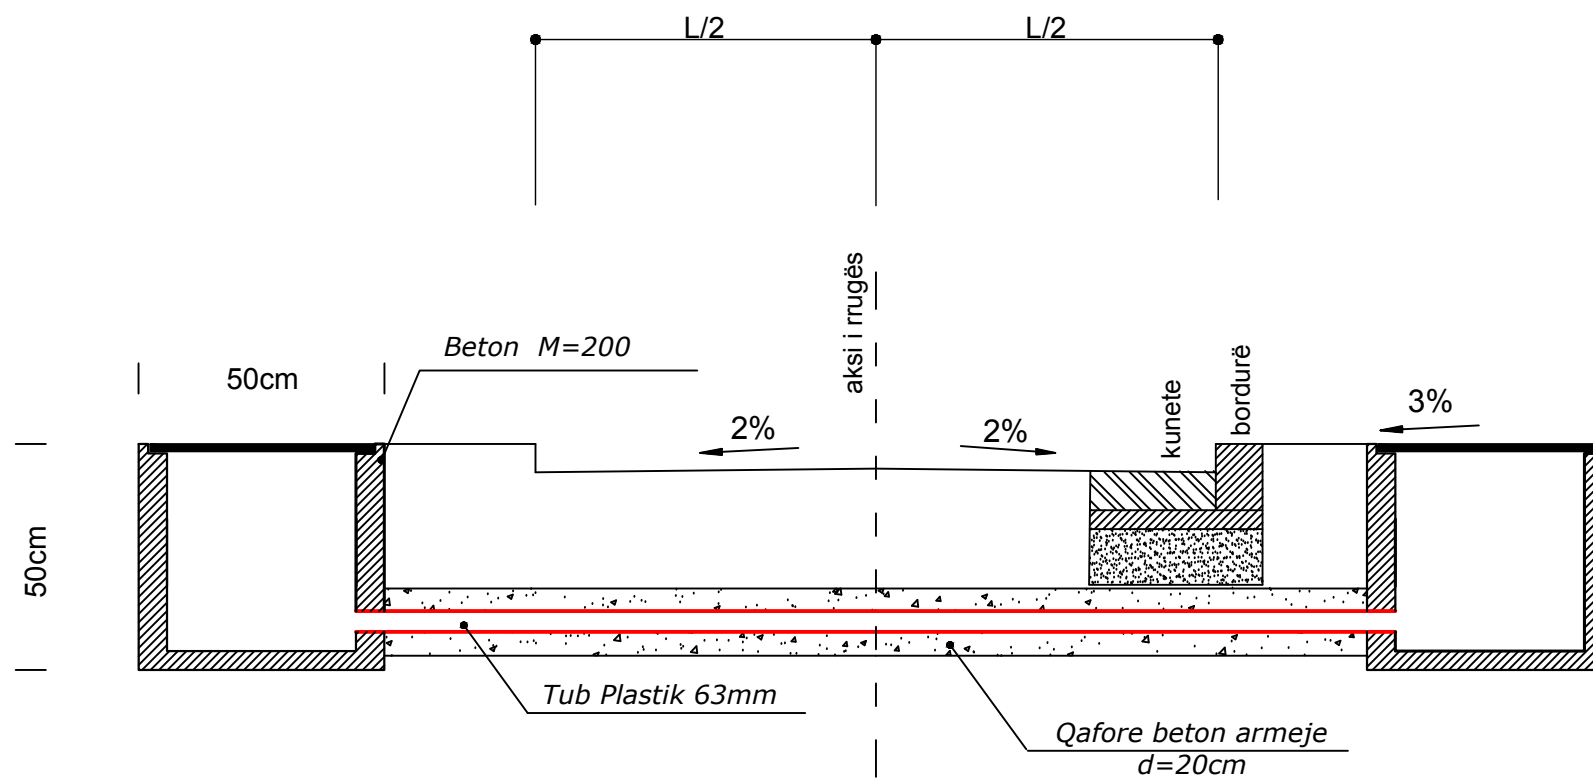 L/2
L/2
aksi i rrugës
Beton M=200
50cm
kunete
bordurë
3%
2%
2%
50cm
Tub Plastik 63mm
Qafore beton armeje
d=20cm